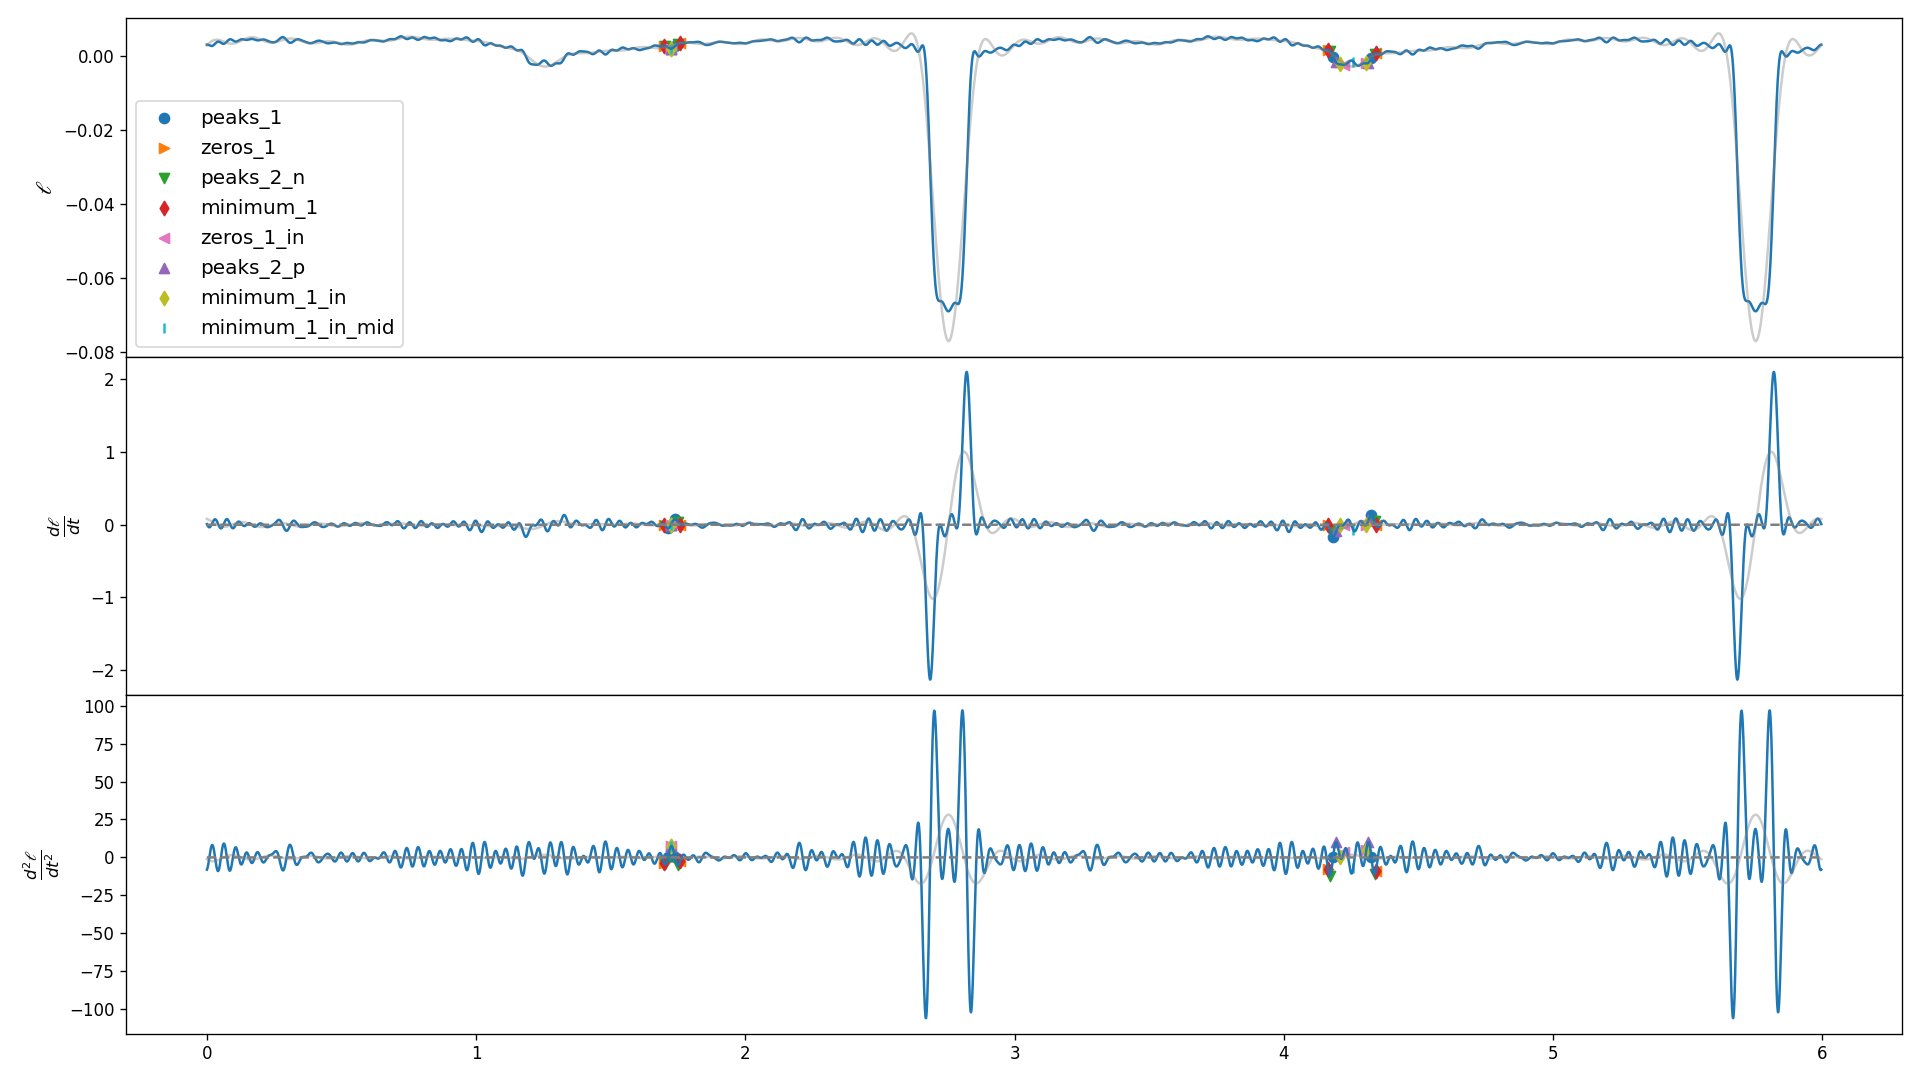 0.00
−0.02
−0.04
−0.06
−0.08
ℓ
peaks_1
zeros_1
peaks_2_n
minimum_1
zeros_1_in
peaks_2_p
minimum_1_in
minimum_1_in_mid
2
1
0
−1
−2
dℓ
dt
100
75
50
25
0
−25
−50
−75
−100
d²ℓ
dt²
0 1 2 3 4 5 6